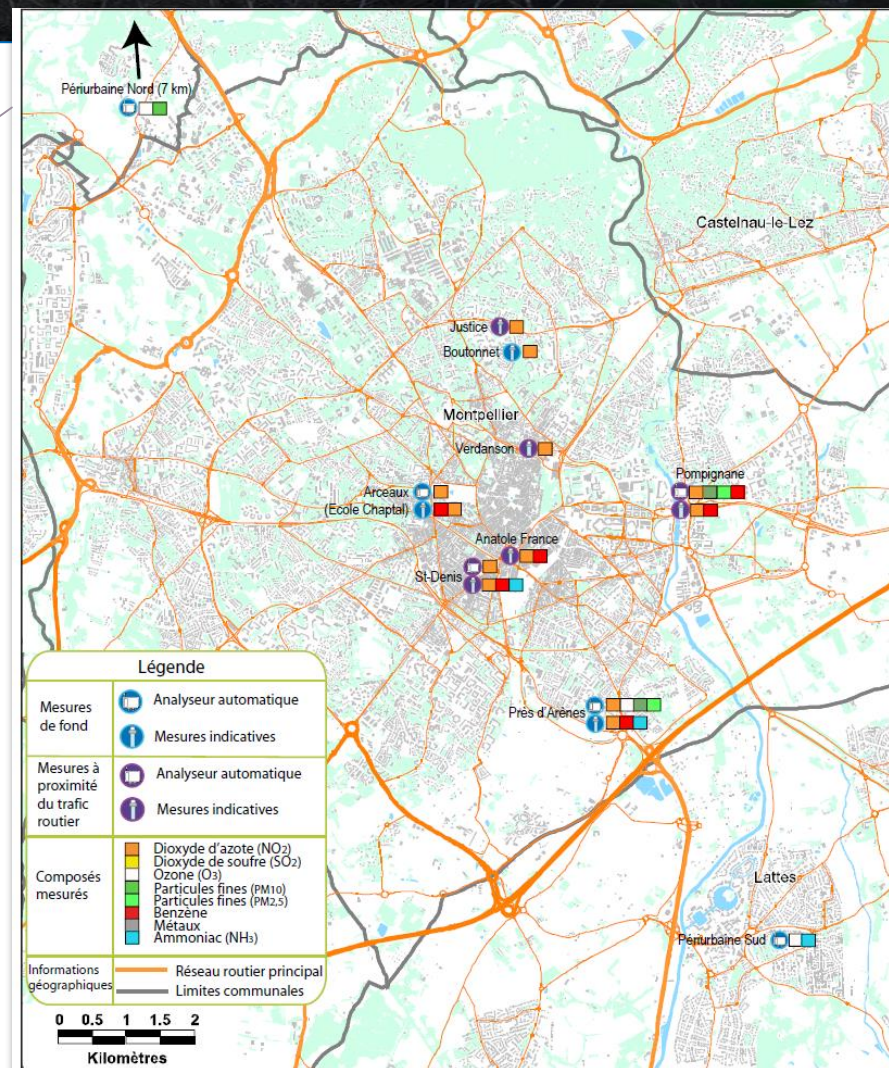 Périurbaine Nord (7 km)
Castelnau-le-Lez
Justice
Boutonnet
Montpellier
Verdanson
Pompignane
Arceaux
(Ecole Chaptal)
Anatole France
St-Denis
Près d'Arènes
Lattes
Périurbaine Sud
Légende
Mesures de fond
Analyseur automatique
Mesures indicatives
Mesures à proximité du trafic routier
Analyseur automatique
Mesures indicatives
Composés mesurés
Dioxyde d'azote (NO2)
Dioxyde de soufre (SO2)
Ozone (O3)
Particules fines (PM10)
Particules fines (PM2,5)
Benzène
Métaux
Ammoniac (NH3)
Informations géographiques
Réseau routier principal
Limites communales
0 0.5 1 1.5 2
Kilomètres